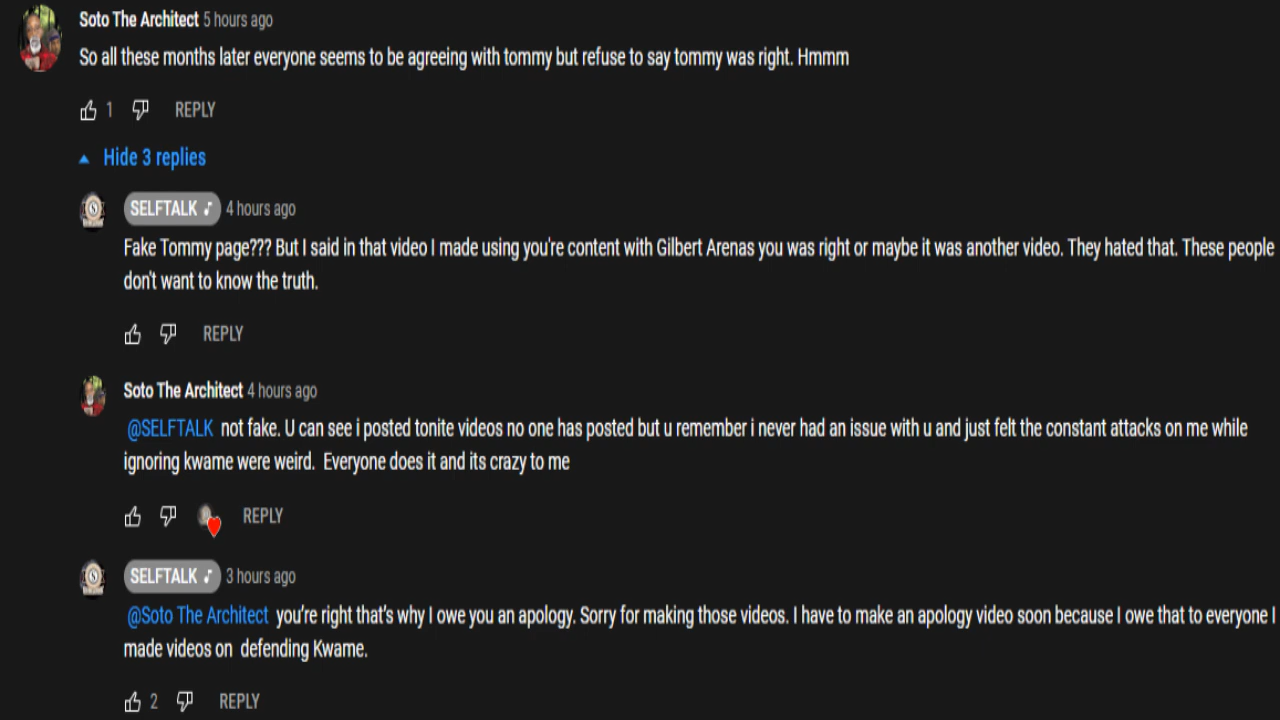 Soto The Architect 5 hours ago
So all these months later everyone seems to be agreeing with tommy but refuse to say tommy was right. Hmmm
1 REPLY
Hide 3 replies
SELFTALK ♪ 4 hours ago
Fake Tommy page??? But I said in that video I made using you're content with Gilbert Arenas you was right or maybe it was another video. They hated that. These people
don't want to know the truth.
REPLY
Soto The Architect 4 hours ago
@SELFTALK not fake. U can see i posted tonite videos no one has posted but u remember i never had an issue with u and just felt the constant attacks on me while
ignoring kwame were weird.  Everyone does it and its crazy to me
REPLY
SELFTALK ♪ 3 hours ago
@Soto The Architect you’re right that’s why I owe you an apology. Sorry for making those videos. I have to make an apology video soon because I owe that to everyone I
made videos on  defending Kwame.
2 REPLY